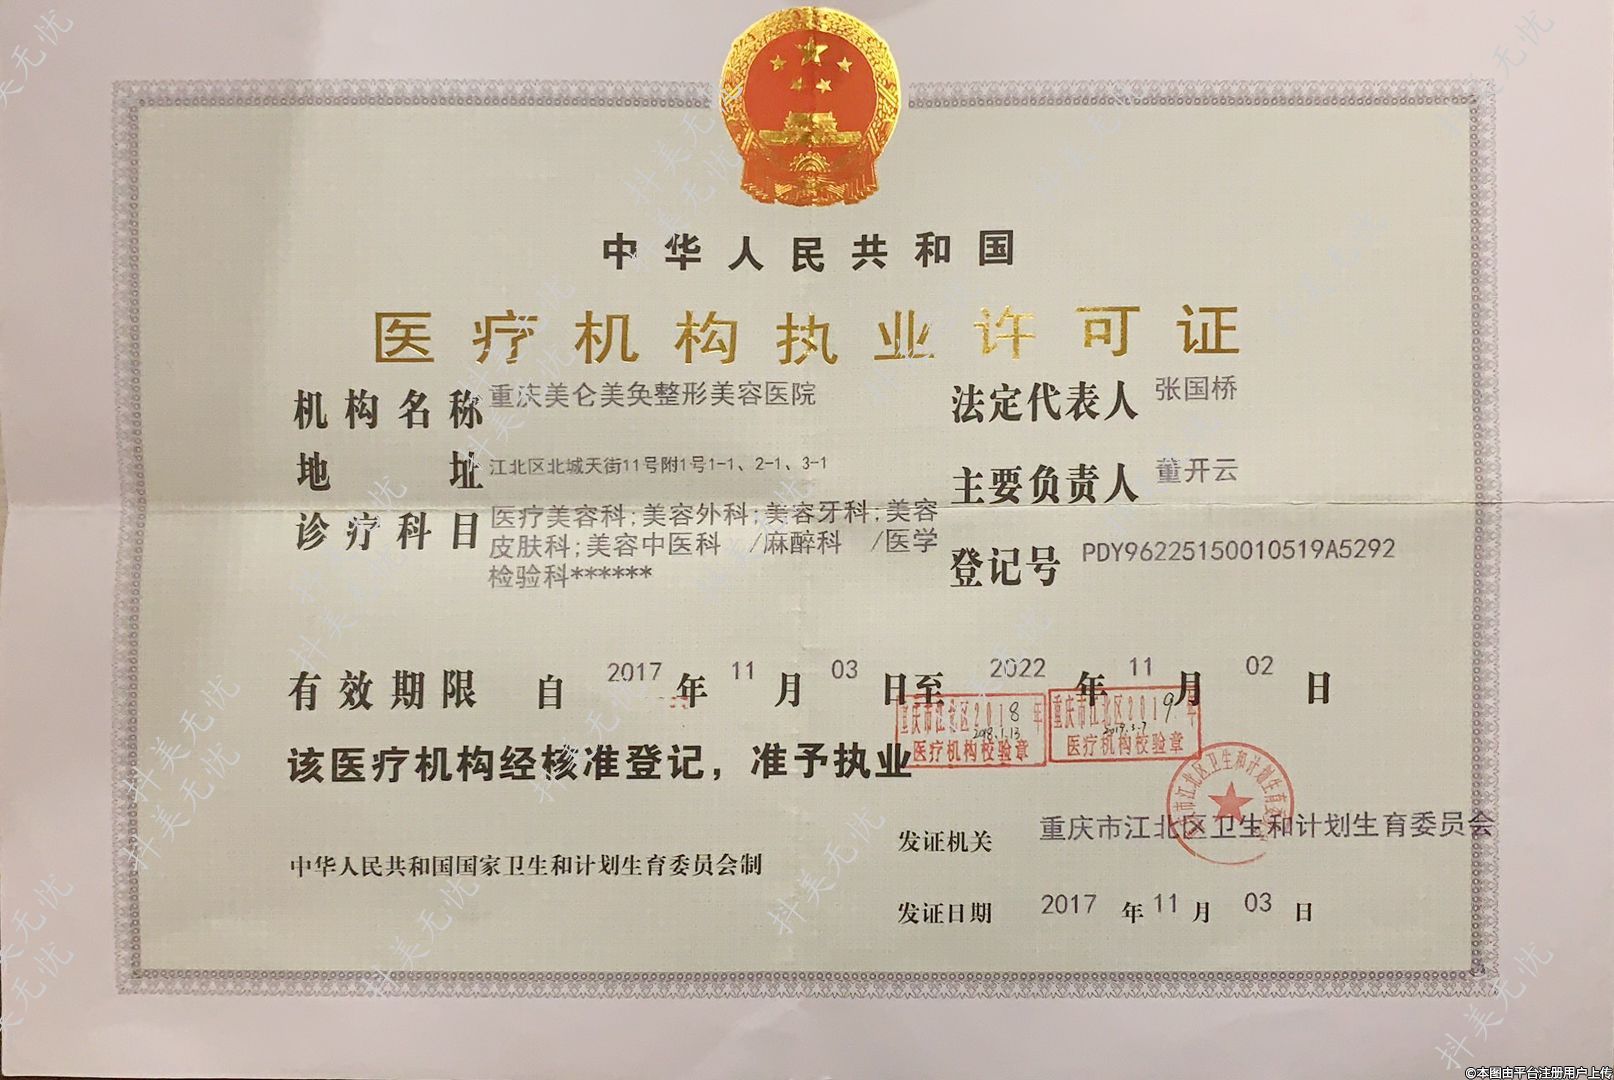 中华人民共和国
医疗机构执业许可证
机构名称 重庆美仑美奂整形美容医院
法定代表人 张国桥
地址 江北区北城天街11号附1号1-1、2-1、3-1
主要负责人 董开云
诊疗科目 医疗美容科;美容外科;美容牙科;美容
皮肤科;美容中医科 /麻醉科 /医学
检验科******
登记号 PDY96225150010519A5292
有效期限 自 2017 年 11 月 03 日至 2022 年 11 月 02 日
重庆市江北区2018年
2018.1.13
医疗机构校验章
重庆市江北区2019年
医疗机构校验章
该医疗机构经核准登记，准予执业
发证机关 重庆市江北区卫生和计划生育委员会
中华人民共和国国家卫生和计划生育委员会制
发证日期 2017 年 11 月 03 日
抖美无忧
©本图由平台注册用户上传